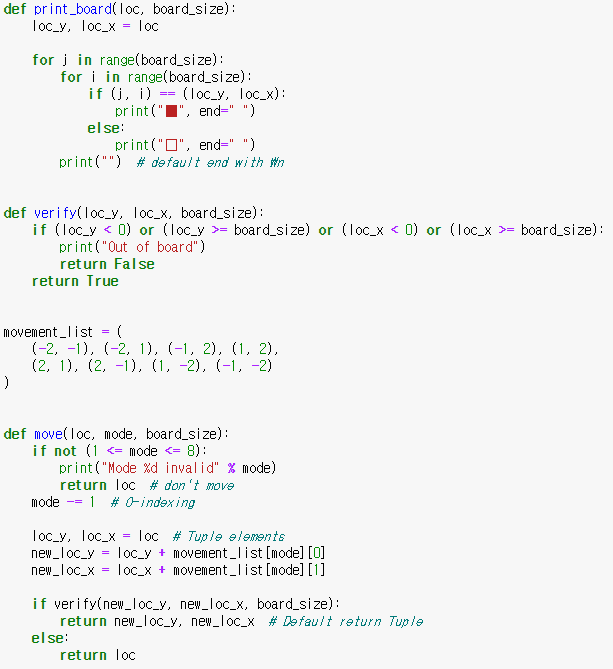 def print_board(loc, board_size):
    loc_y, loc_x = loc

    for j in range(board_size):
        for i in range(board_size):
            if (j, i) == (loc_y, loc_x):
                print("■", end=" ")
            else:
                print("□", end=" ")
        print("")  # default end with ₩n


def verify(loc_y, loc_x, board_size):
    if (loc_y < 0) or (loc_y >= board_size) or (loc_x < 0) or (loc_x >= board_size):
        print("Out of board")
        return False
    return True


movement_list = (
    (-2, -1), (-2, 1), (-1, 2), (1, 2),
    (2, 1), (2, -1), (1, -2), (-1, -2)
)


def move(loc, mode, board_size):
    if not (1 <= mode <= 8):
        print("Mode %d invalid" % mode)
        return loc  # don't move
    mode -= 1  # 0-indexing

    loc_y, loc_x = loc  # Tuple elements
    new_loc_y = loc_y + movement_list[mode][0]
    new_loc_x = loc_x + movement_list[mode][1]

    if verify(new_loc_y, new_loc_x, board_size):
        return new_loc_y, new_loc_x  # Default return Tuple
    else:
        return loc